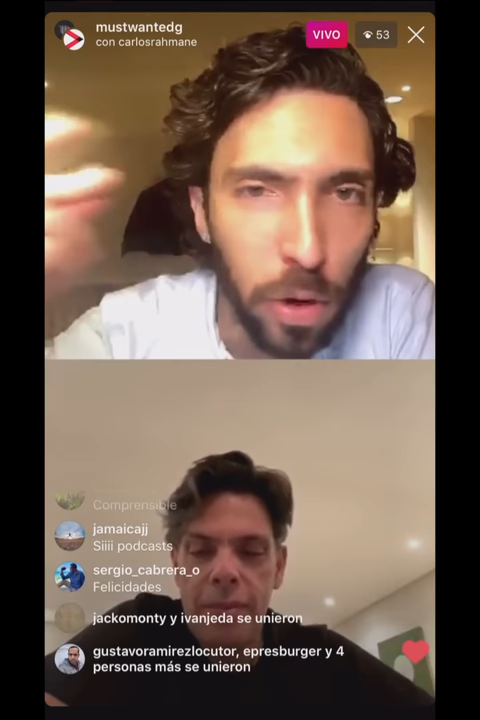 mustwantedg
con carlosrahmane
VIVO
53
Comprensible
jamaicajj
Siiii podcasts
sergio_cabrera_o
Felicidades
jackomonty y ivanjeda se unieron
gustavoramirezlocutor, epresburger y 4
personas más se unieron